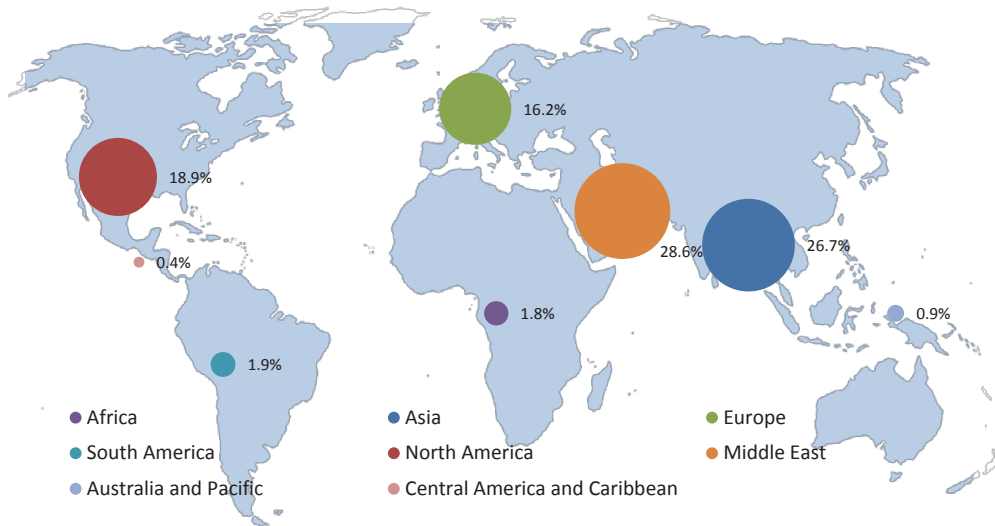 16.2%
18.9%
28.6%
26.7%
0.4%
1.8%
0.9%
1.9%
Africa
Asia
Europe
South America
North America
Middle East
Australia and Pacific
Central America and Caribbean